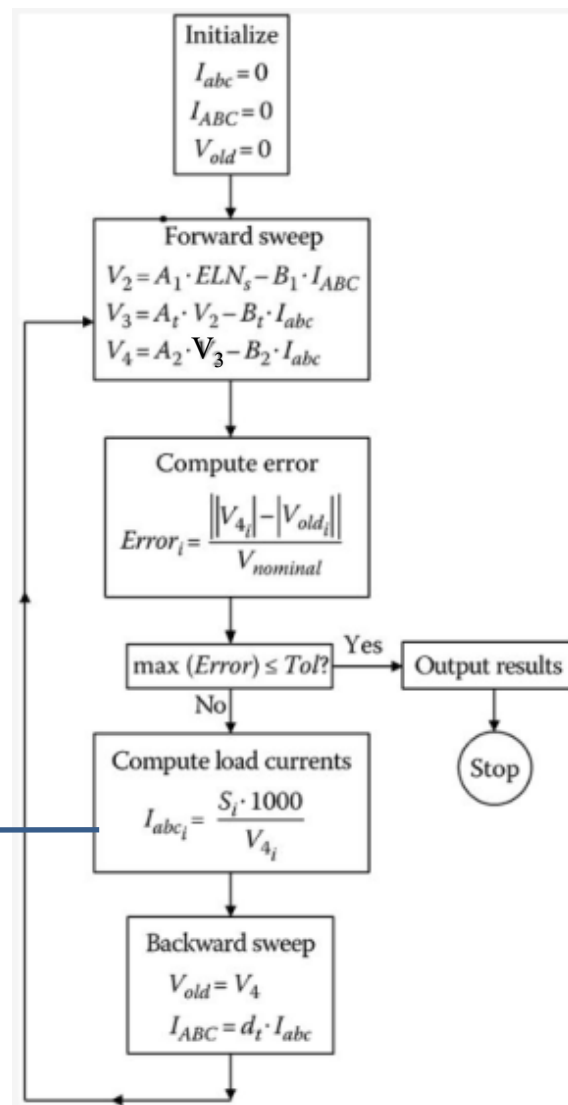 Initialize
I_abc = 0
I_ABC = 0
V_old = 0
Forward sweep
V_2 = A_1 · ELN_s – B_1 · I_ABC
V_3 = A_t · V_2 – B_t · I_abc
V_4 = A_2 · V_3 – B_2 · I_abc
Compute error
Error_i = ||V_4_i| – |V_old_i|| / V_nominal
max (Error) ≤ Tol?
Yes
Output results
No
Stop
Compute load currents
I_abc_i = S_i · 1000 / V_4_i
Backward sweep
V_old = V_4
I_ABC = d_t · I_abc